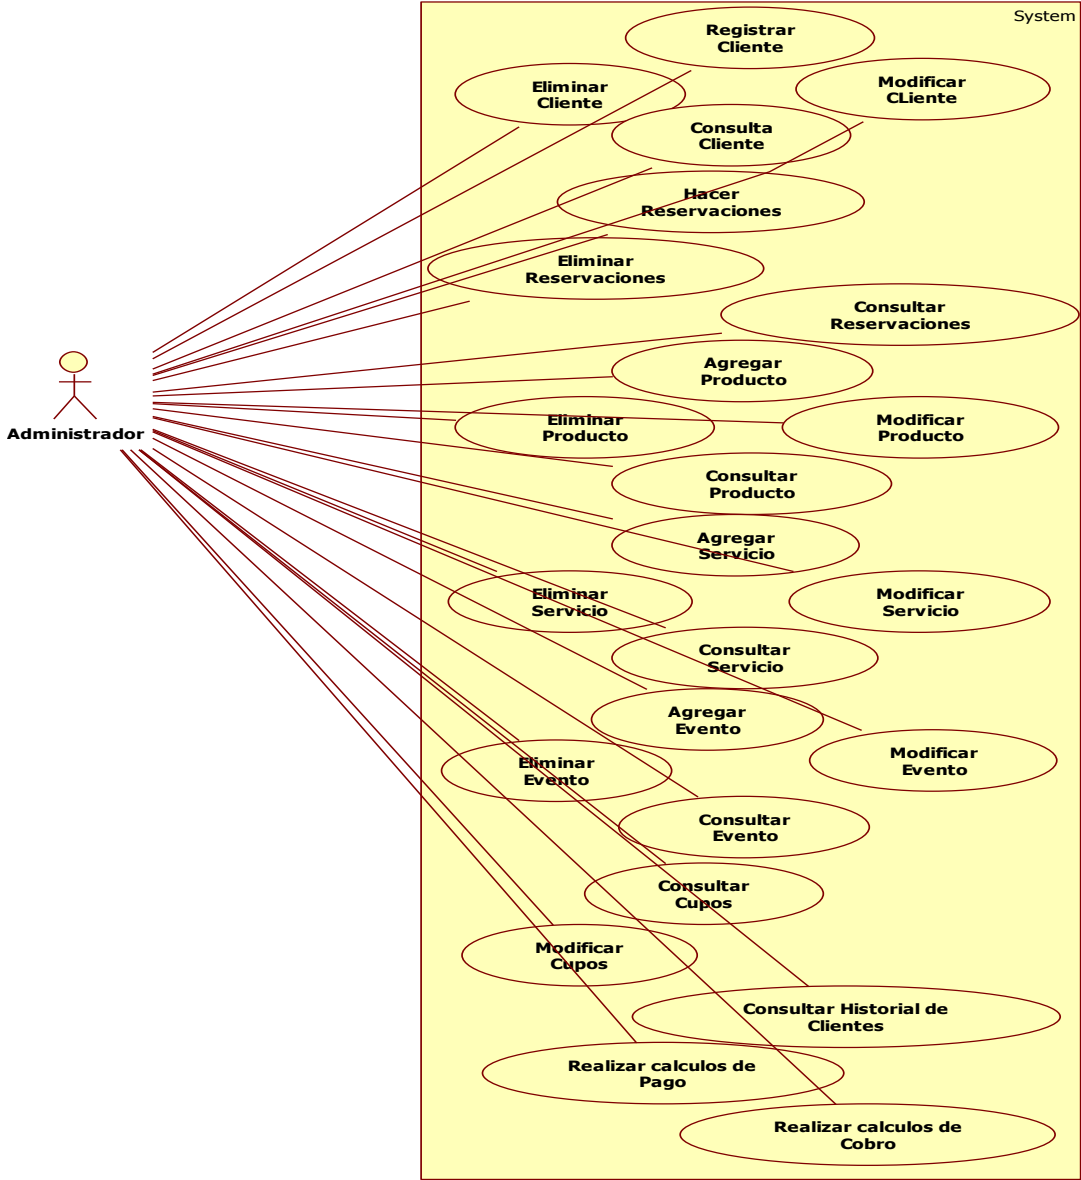 System
Registrar
Cliente
Eliminar
Cliente
Modificar
CLiente
Consulta
Cliente
Hacer
Reservaciones
Eliminar
Reservaciones
Consultar
Reservaciones
Agregar
Producto
Administrador
Eliminar
Producto
Modificar
Producto
Consultar
Producto
Agregar
Servicio
Eliminar
Servicio
Modificar
Servicio
Consultar
Servicio
Agregar
Evento
Modificar
Evento
Eliminar
Evento
Consultar
Evento
Consultar
Cupos
Modificar
Cupos
Consultar Historial de
Clientes
Realizar calculos de
Pago
Realizar calculos de
Cobro